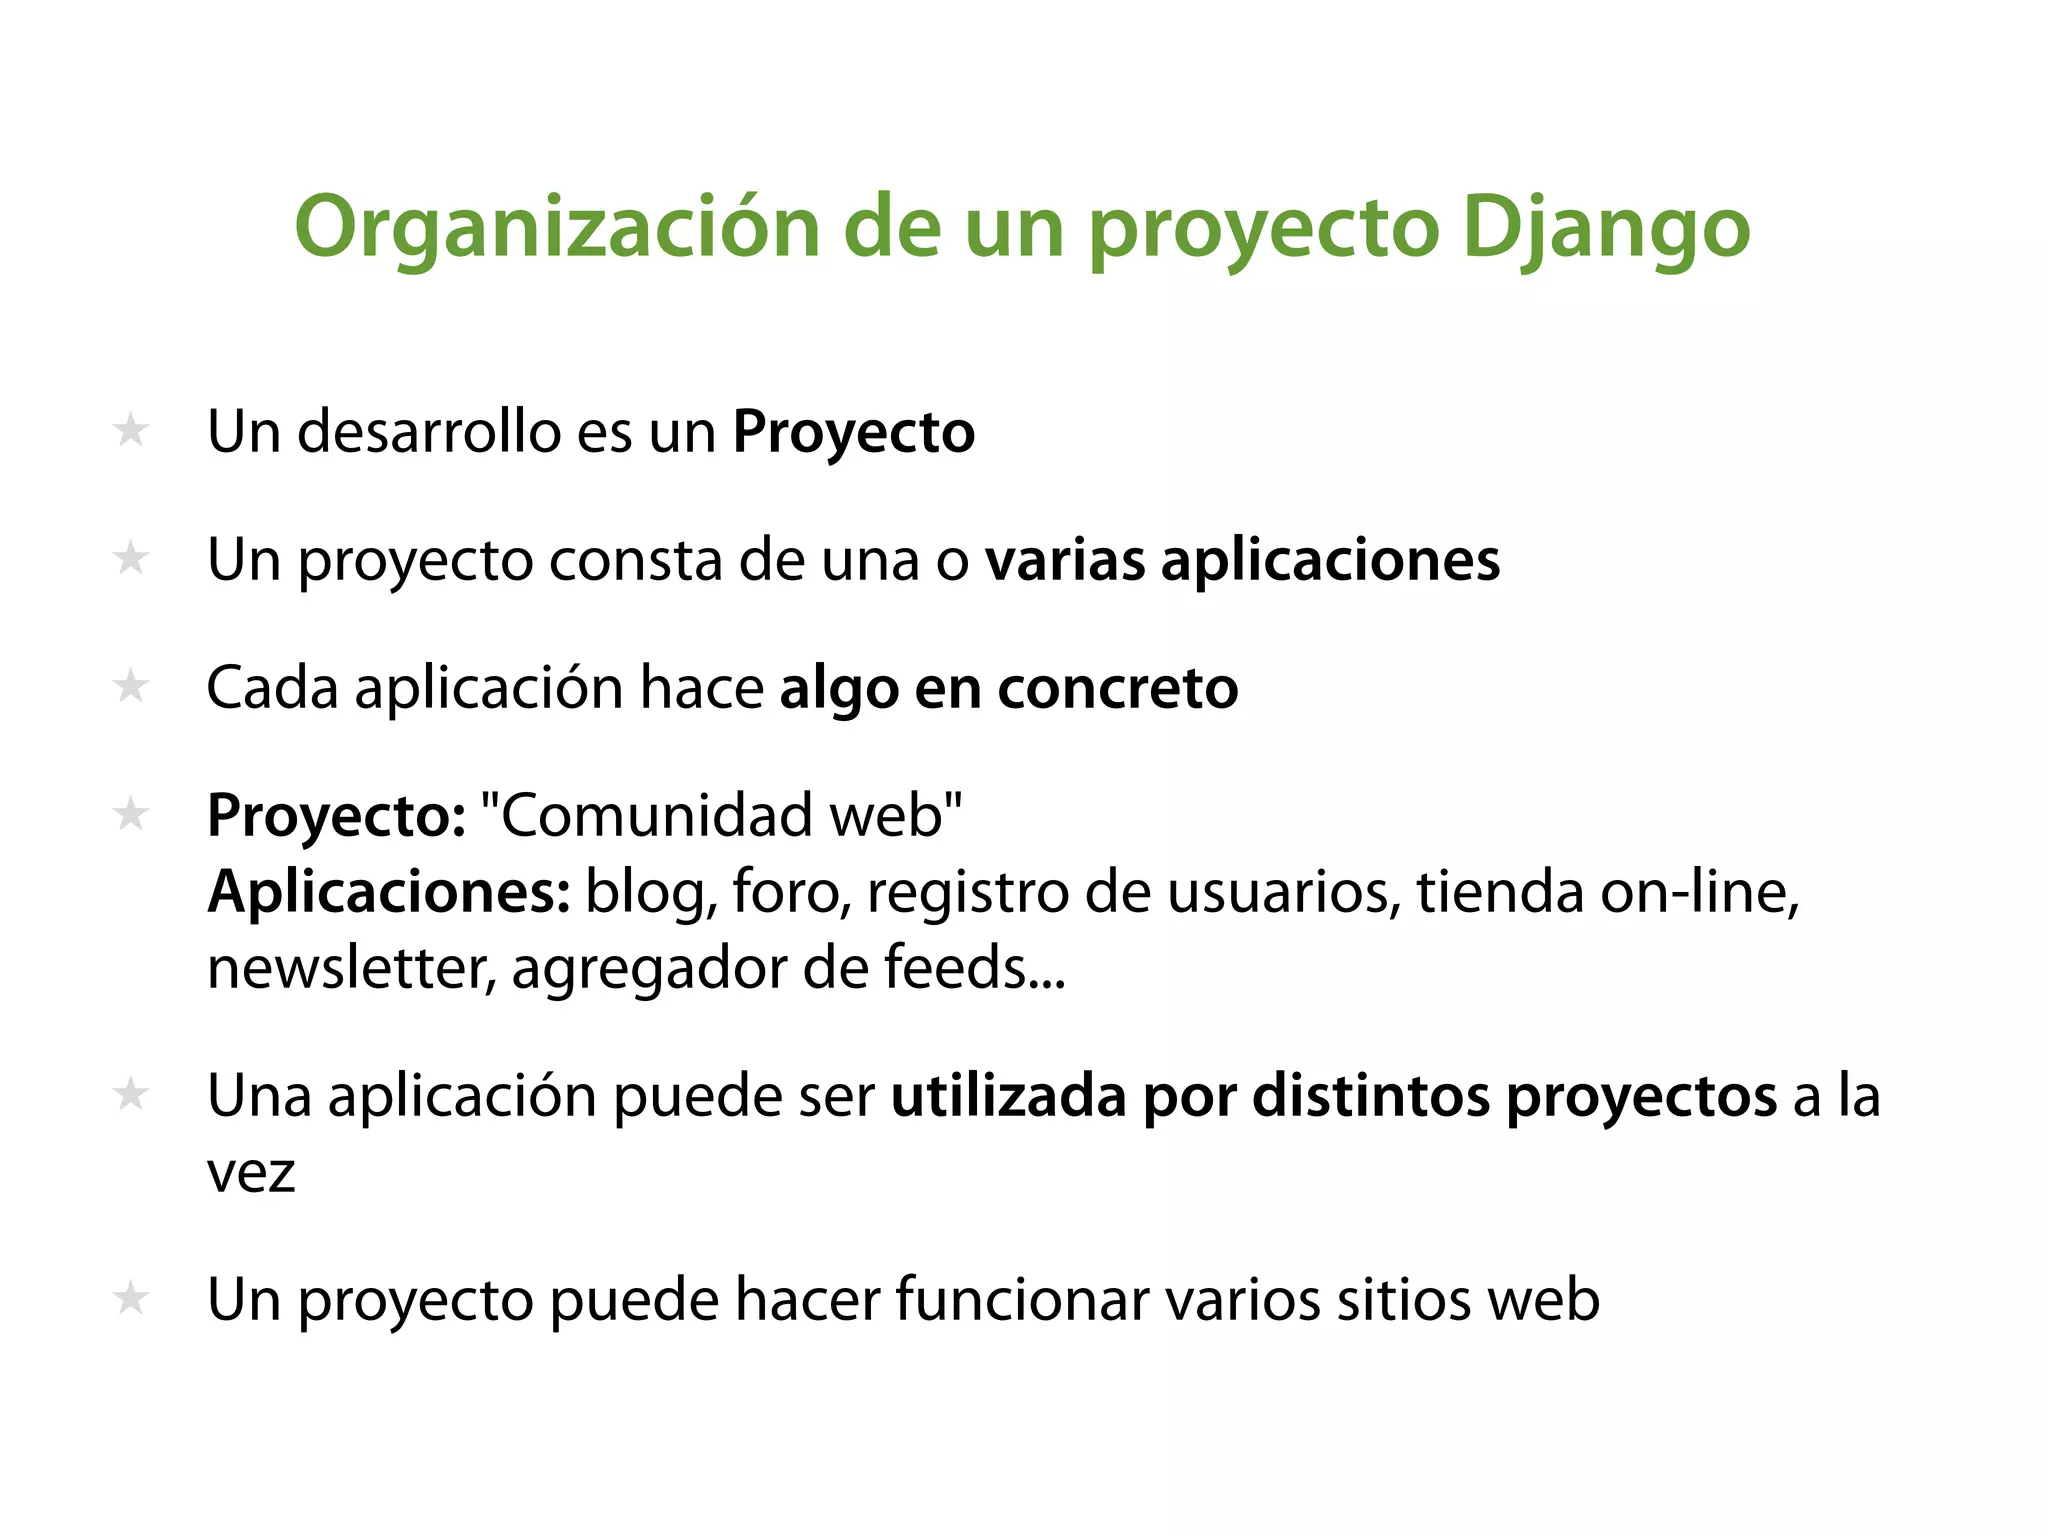 Organización de un proyecto Django
★ Un desarrollo es un Proyecto
★ Un proyecto consta de una o varias aplicaciones
★ Cada aplicación hace algo en concreto
★ Proyecto: "Comunidad web"
Aplicaciones: blog, foro, registro de usuarios, tienda on-line,
newsletter, agregador de feeds...
★ Una aplicación puede ser utilizada por distintos proyectos a la
vez
★ Un proyecto puede hacer funcionar varios sitios web